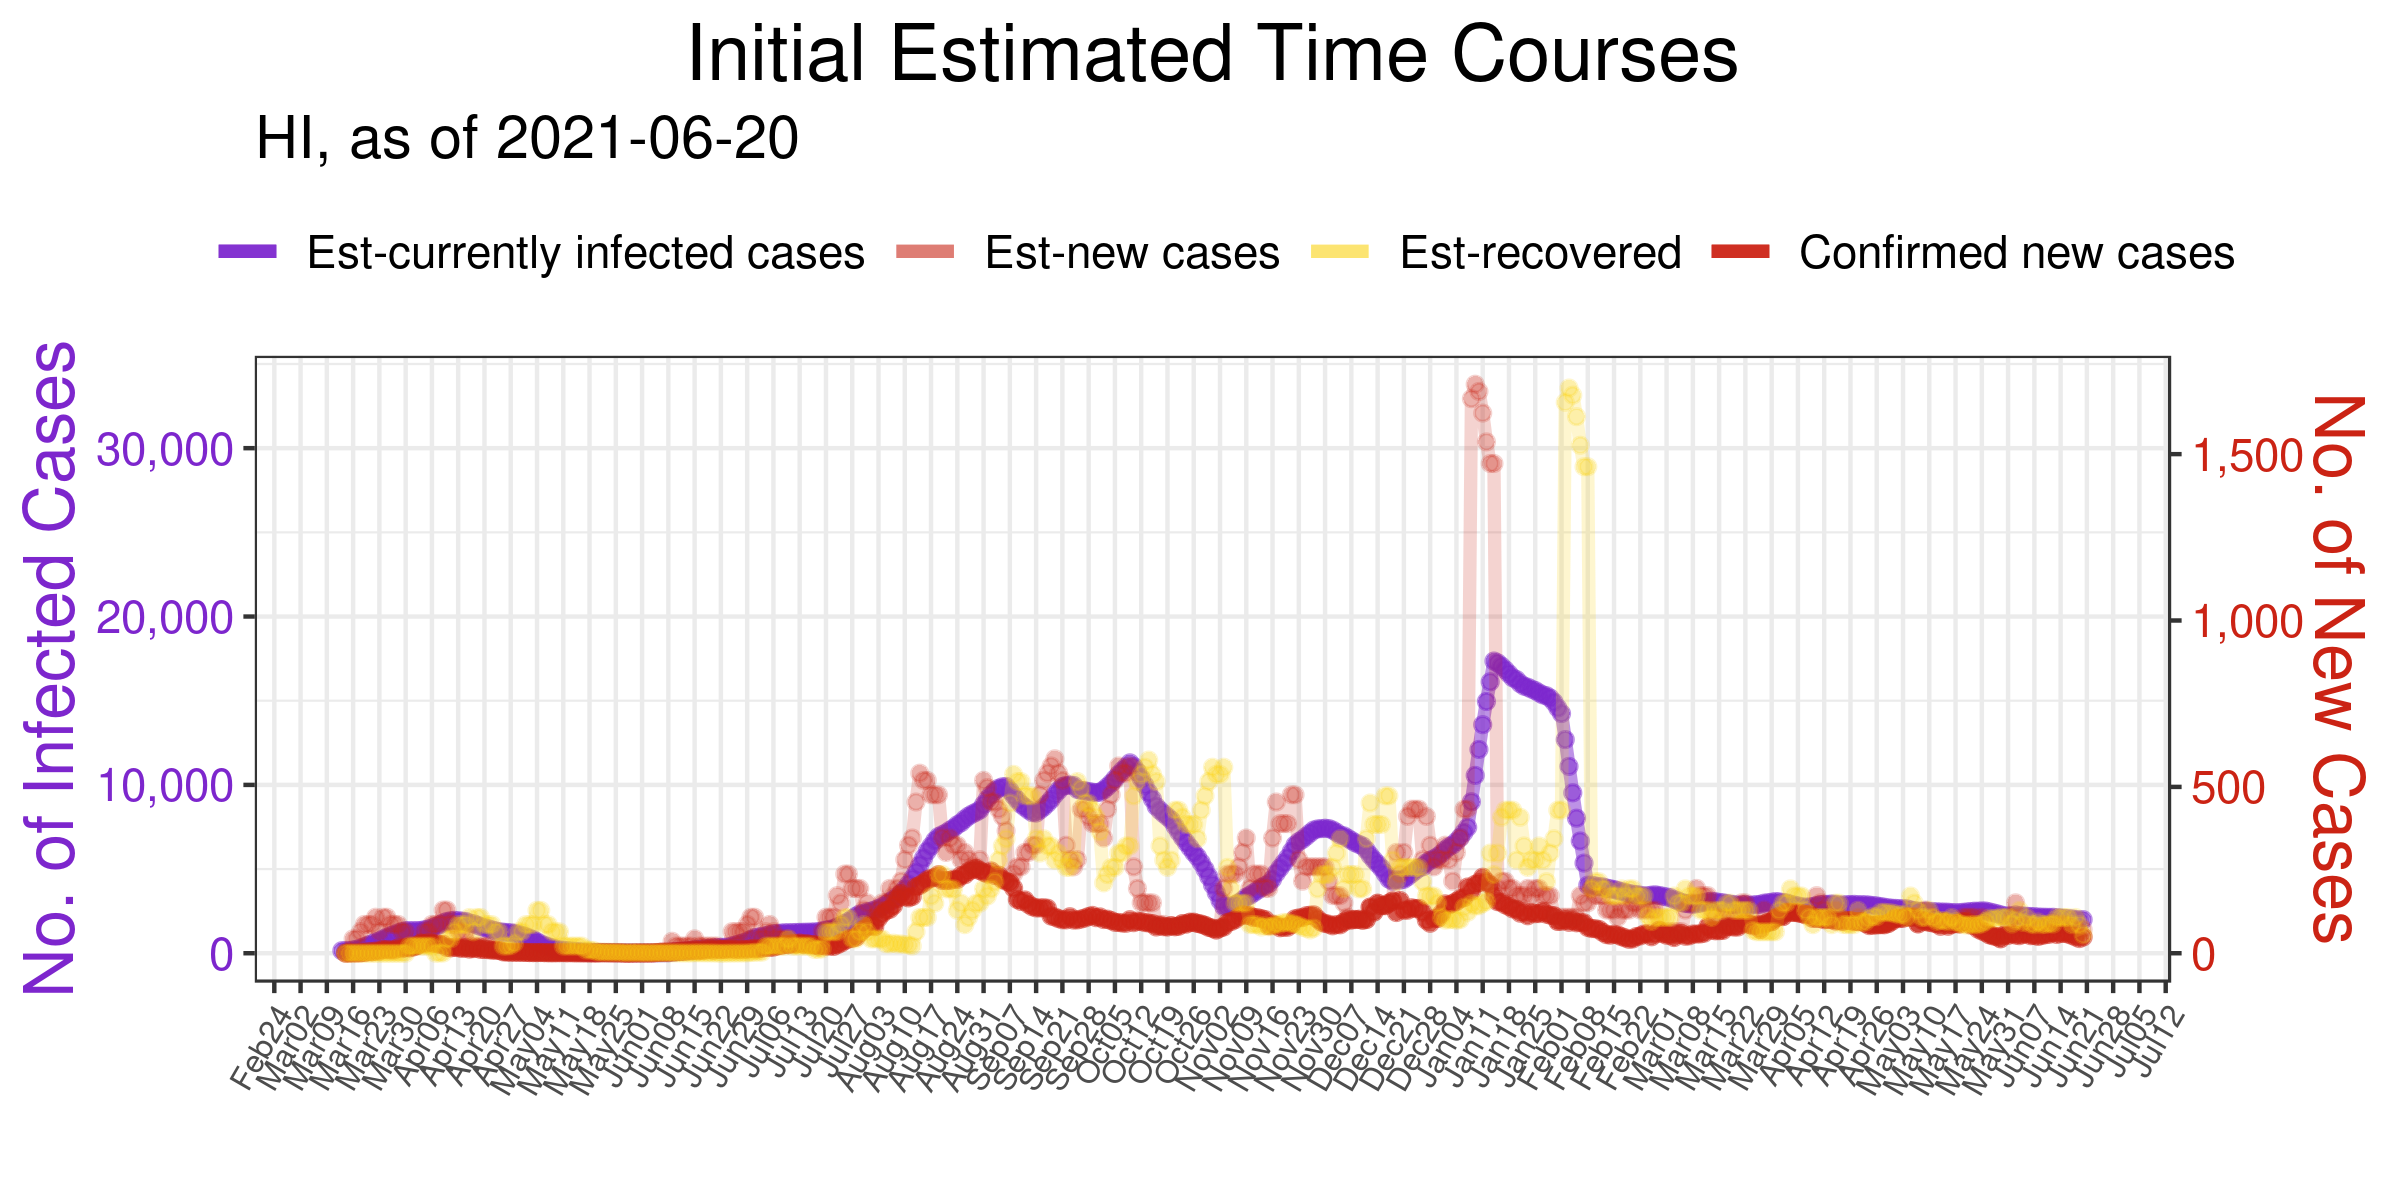 Initial Estimated Time Courses
HI, as of 2021-06-20
Est-currently infected cases
Est-new cases
Est-recovered
Confirmed new cases
No. of Infected Cases
30,000
20,000
10,000
0
No. of New Cases
1,500
1,000
500
0
Feb24
Mar02
Mar09
Mar16
Mar23
Mar30
Apr06
Apr13
Apr20
Apr27
May04
May11
May18
May25
Jun01
Jun08
Jun15
Jun22
Jun29
Jul06
Jul13
Jul20
Jul27
Aug03
Aug10
Aug17
Aug24
Aug31
Sep07
Sep14
Sep21
Sep28
Oct05
Oct12
Oct19
Oct26
Nov02
Nov09
Nov16
Nov23
Nov30
Dec07
Dec14
Dec21
Dec28
Jan04
Jan11
Jan18
Jan25
Feb01
Feb08
Feb15
Feb22
Mar01
Mar08
Mar15
Mar22
Mar29
Apr05
Apr12
Apr19
Apr26
May03
May10
May17
May24
May31
Jun07
Jun14
Jun21
Jun28
Jul05
Jul12